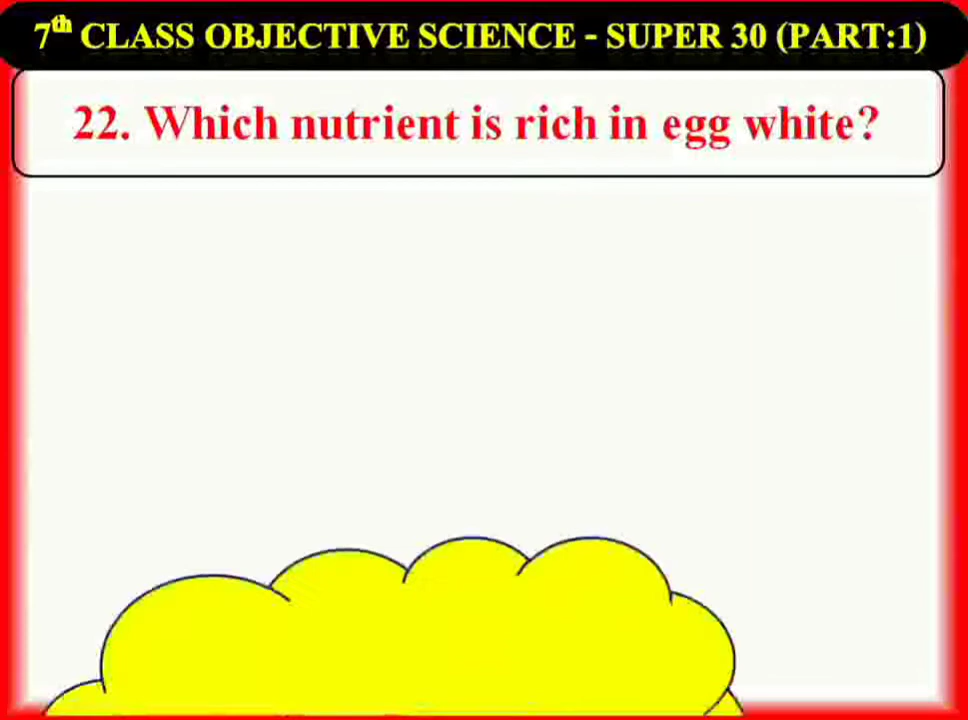 7th CLASS OBJECTIVE SCIENCE - SUPER 30 (PART:1)
22. Which nutrient is rich in egg white?